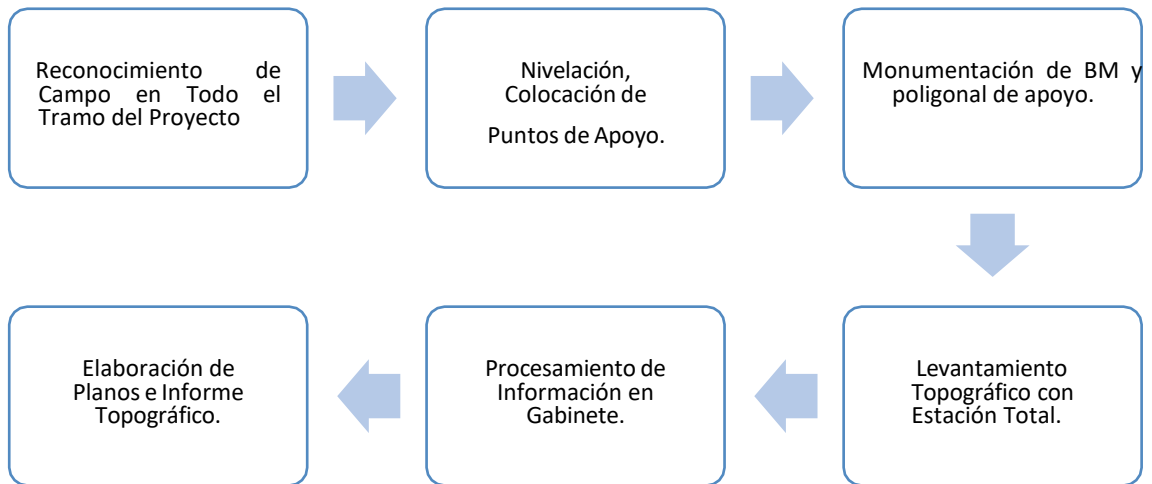 Reconocimiento de
Campo en Todo el
Tramo del Proyecto
Nivelación,
Colocación de
Puntos de Apoyo.
Monumentación de BM y
poligonal de apoyo.
Levantamiento
Topográfico con
Estación Total.
Procesamiento de
Información en
Gabinete.
Elaboración de
Planos e Informe
Topográfico.